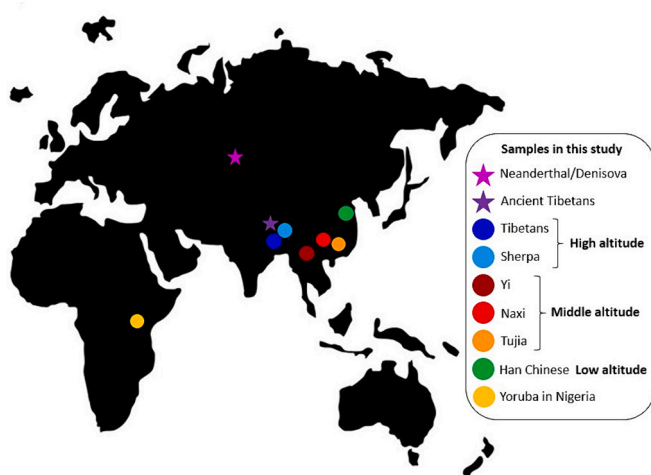 Samples in this study
Neanderthal/Denisova
Ancient Tibetans
Tibetans
High altitude
Sherpa
Yi
Naxi
Middle altitude
Tujia
Han Chinese Low altitude
Yoruba in Nigeria